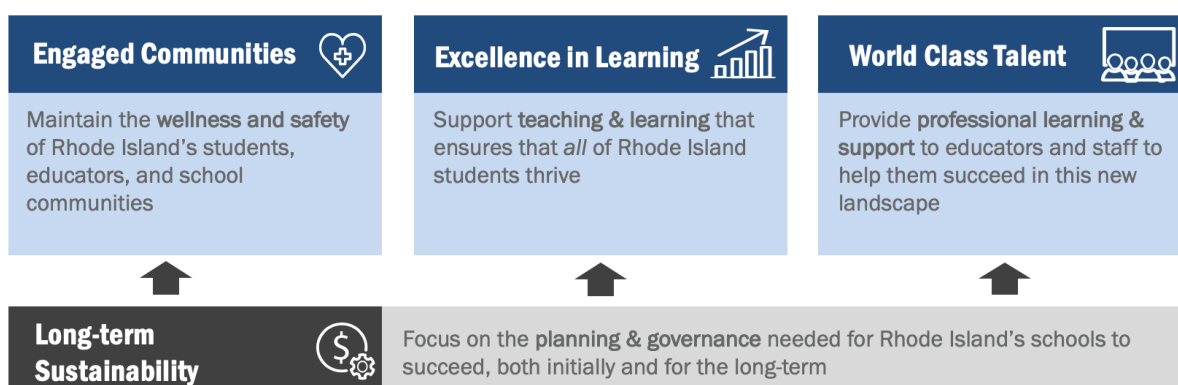 Engaged Communities
Maintain the wellness and safety
of Rhode Island's students,
educators, and school
communities
Excellence in Learning
Support teaching & learning that
ensures that all of Rhode Island
students thrive
World Class Talent
Provide professional learning &
support to educators and staff to
help them succeed in this new
landscape
Long-term
Sustainability
$
Focus on the planning & governance needed for Rhode Island's schools to
succeed, both initially and for the long-term